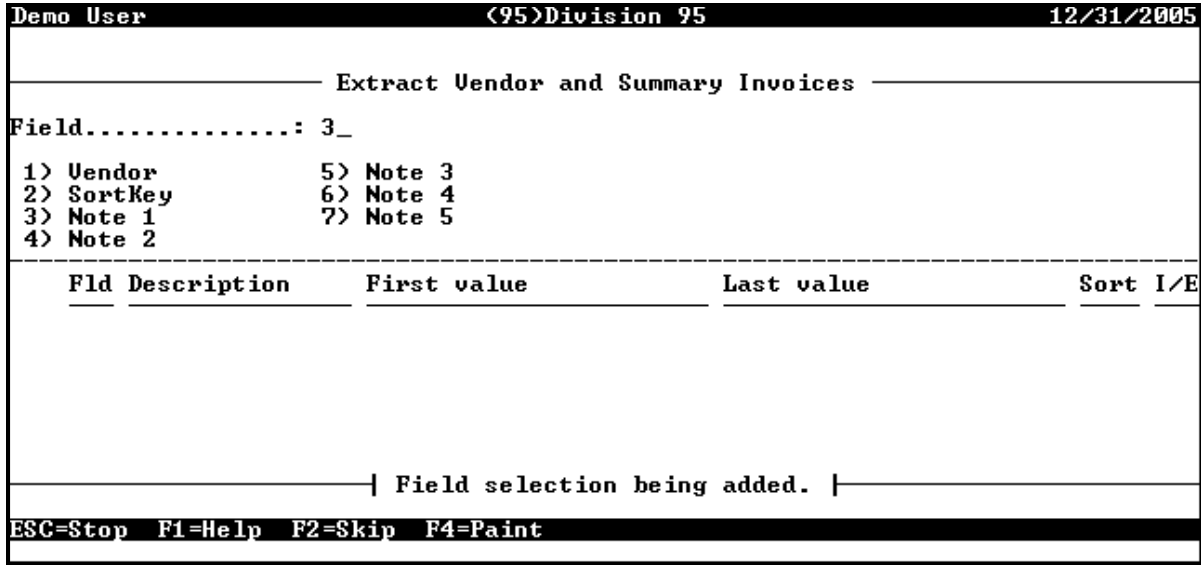 Demo User (95)Division 95 12/31/2005
Extract Vendor and Summary Invoices
Field..............: 3_
1) Vendor 5) Note 3
2) SortKey 6) Note 4
3) Note 1 7) Note 5
4) Note 2
Fld Description First value Last value Sort I/E
Field selection being added.
ESC=Stop F1=Help F2=Skip F4=Paint